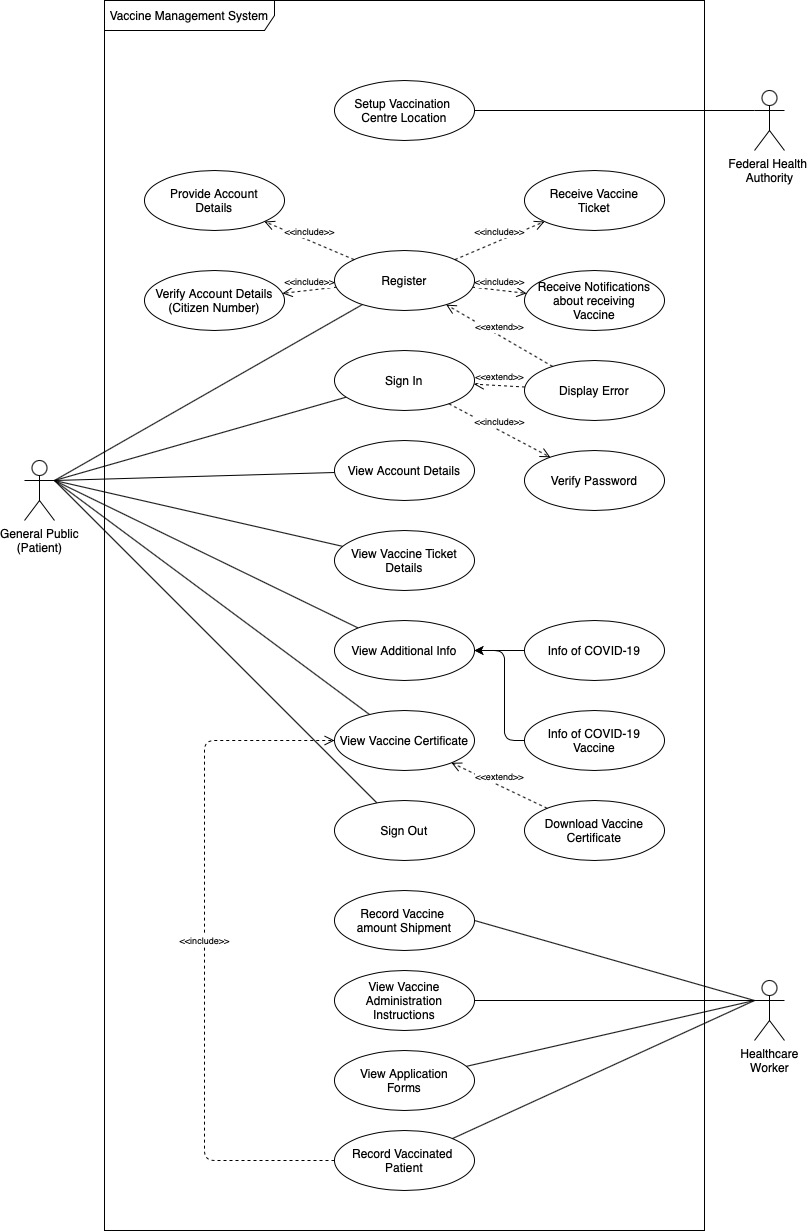 Vaccine Management System
Setup Vaccination
Centre Location
Federal Health
Authority
Provide Account
Details
Receive Vaccine
Ticket
<<include>>
<<include>>
Register
Verify Account Details
(Citizen Number)
<<include>>
<<include>>
Receive Notifications
about receiving
Vaccine
<<extend>>
Sign In
<<extend>>
Display Error
<<include>>
View Account Details
Verify Password
General Public
(Patient)
View Vaccine Ticket
Details
View Additional Info
Info of COVID-19
View Vaccine Certificate
Info of COVID-19
Vaccine
<<extend>>
Sign Out
Download Vaccine
Certificate
Record Vaccine
amount Shipment
<<include>>
View Vaccine
Administration
Instructions
Healthcare
Worker
View Application
Forms
Record Vaccinated
Patient